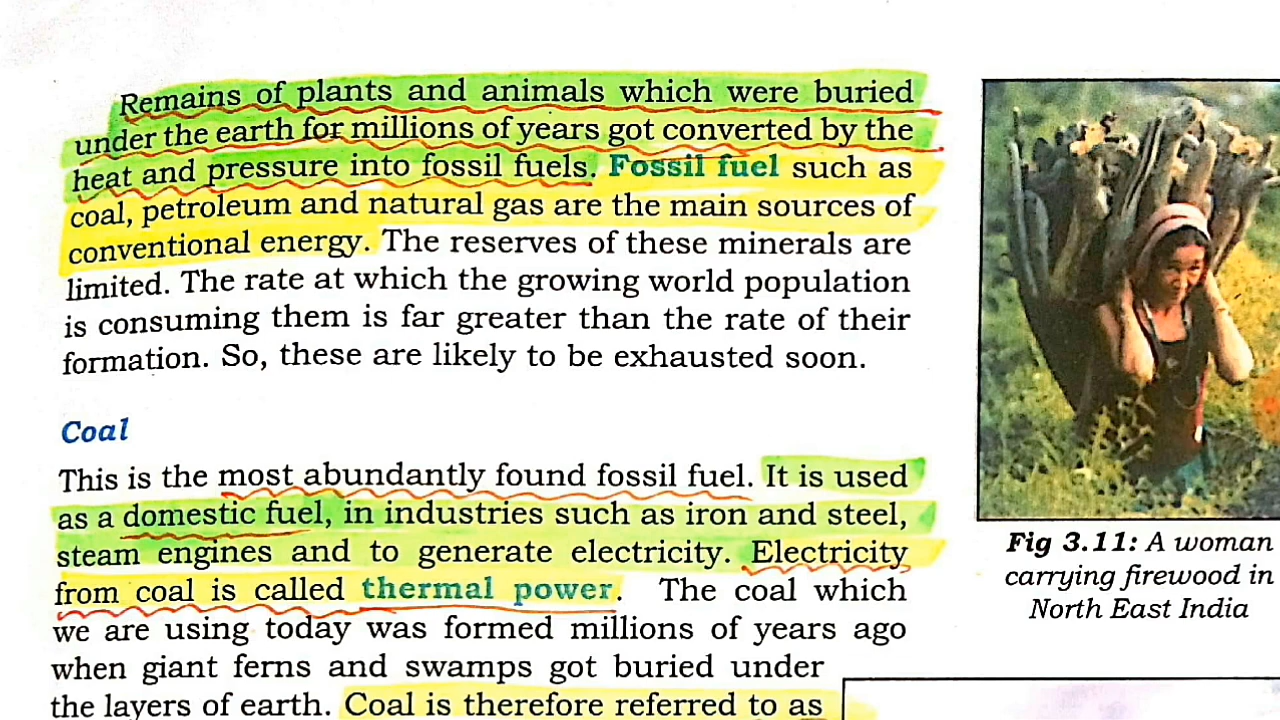 Remains of plants and animals which were buried
under the earth for millions of years got converted by the
heat and pressure into fossil fuels. Fossil fuel such as
coal, petroleum and natural gas are the main sources of
conventional energy. The reserves of these minerals are
limited. The rate at which the growing world population
is consuming them is far greater than the rate of their
formation. So, these are likely to be exhausted soon.
Coal
This is the most abundantly found fossil fuel. It is used
as a domestic fuel, in industries such as iron and steel,
steam engines and to generate electricity. Electricity
from coal is called thermal power. The coal which
we are using today was formed millions of years ago
when giant ferns and swamps got buried under
the layers of earth. Coal is therefore referred to as
Fig 3.11: A woman
carrying firewood in
North East India